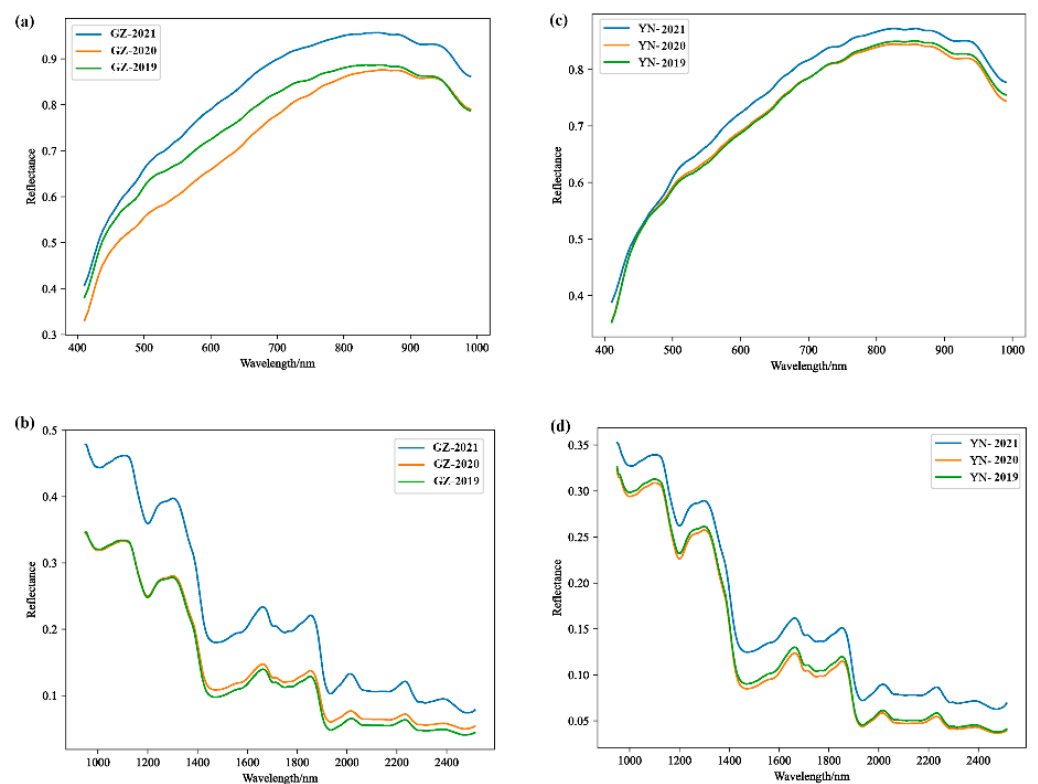 (a)
GZ-2021
GZ-2020
GZ-2019
0.9
0.8
0.7
0.6
0.5
0.4
0.3
Reflectance
400 500 600 700 800 900 1000
Wavelength/nm
(c)
YN-2021
YN-2020
YN-2019
0.8
0.7
0.6
0.5
0.4
Reflectance
400 500 600 700 800 900 1000
Wavelength/nm
(b)
GZ-2021
GZ-2020
GZ-2019
0.5
0.4
0.3
0.2
0.1
Reflectance
1000 1200 1400 1600 1800 2000 2200 2400
Wavelength/nm
(d)
YN-2021
YN-2020
YN-2019
0.35
0.30
0.25
0.20
0.15
0.10
0.05
Reflectance
1000 1200 1400 1600 1800 2000 2200 2400
Wavelength/nm